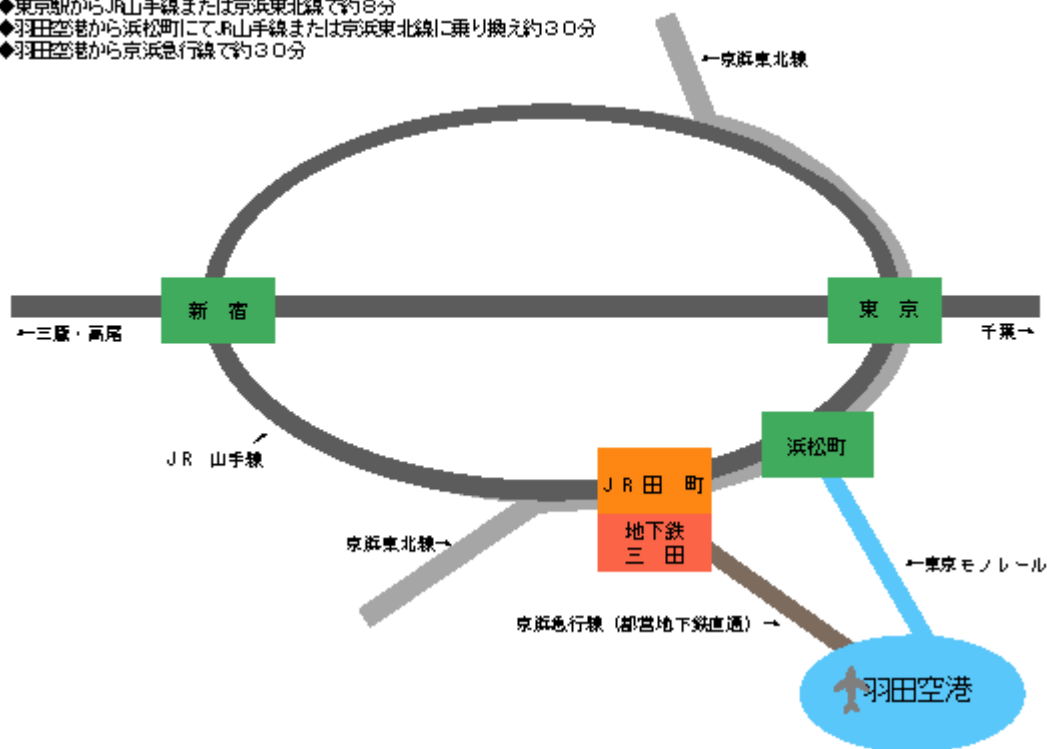 ◆東京駅からJR山手線または京浜東北線で約８分
◆羽田空港から浜松町にてJR山手線または京浜東北線に乗り換え約３０分
◆羽田空港から京浜急行線で約３０分
←京浜東北線
新　宿
東　京
←三鷹・高尾
千葉→
浜松町
ＪＲ　山手線
ＪＲ田　町
地下鉄
三　田
京浜東北線→
←東京モノレール
京浜急行線（都営地下鉄直通）→
羽田空港